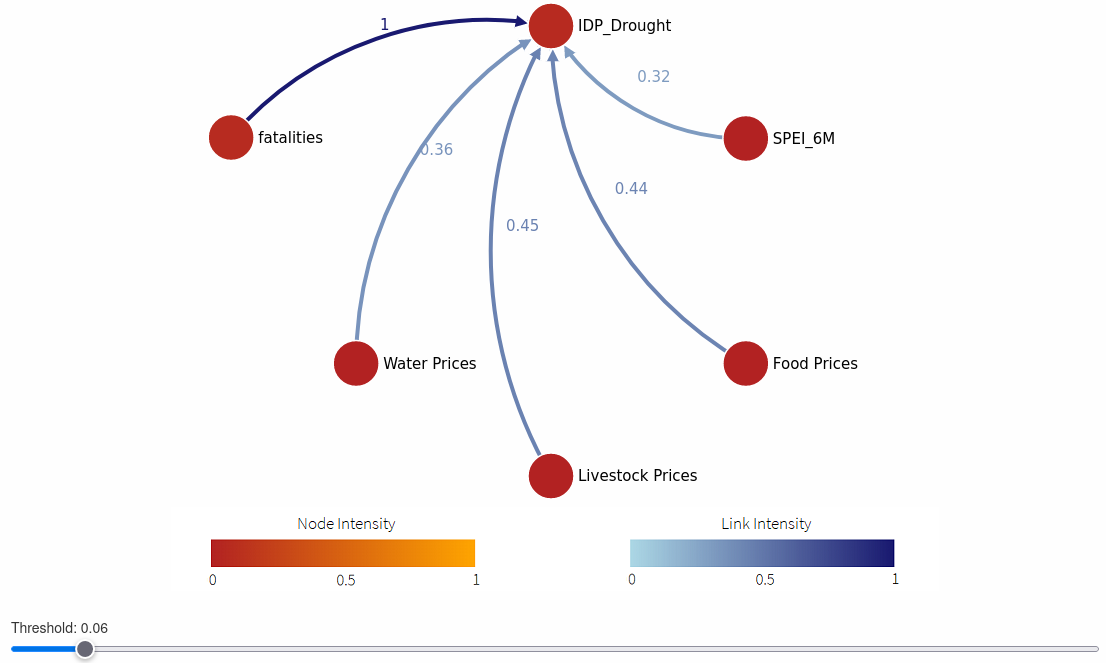 1
IDP_Drought
0.32
fatalities
SPEI_6M
0.36
0.44
0.45
Water Prices
Food Prices
Livestock Prices
Node Intensity
0 0.5 1
Link Intensity
0 0.5 1
Threshold: 0.06